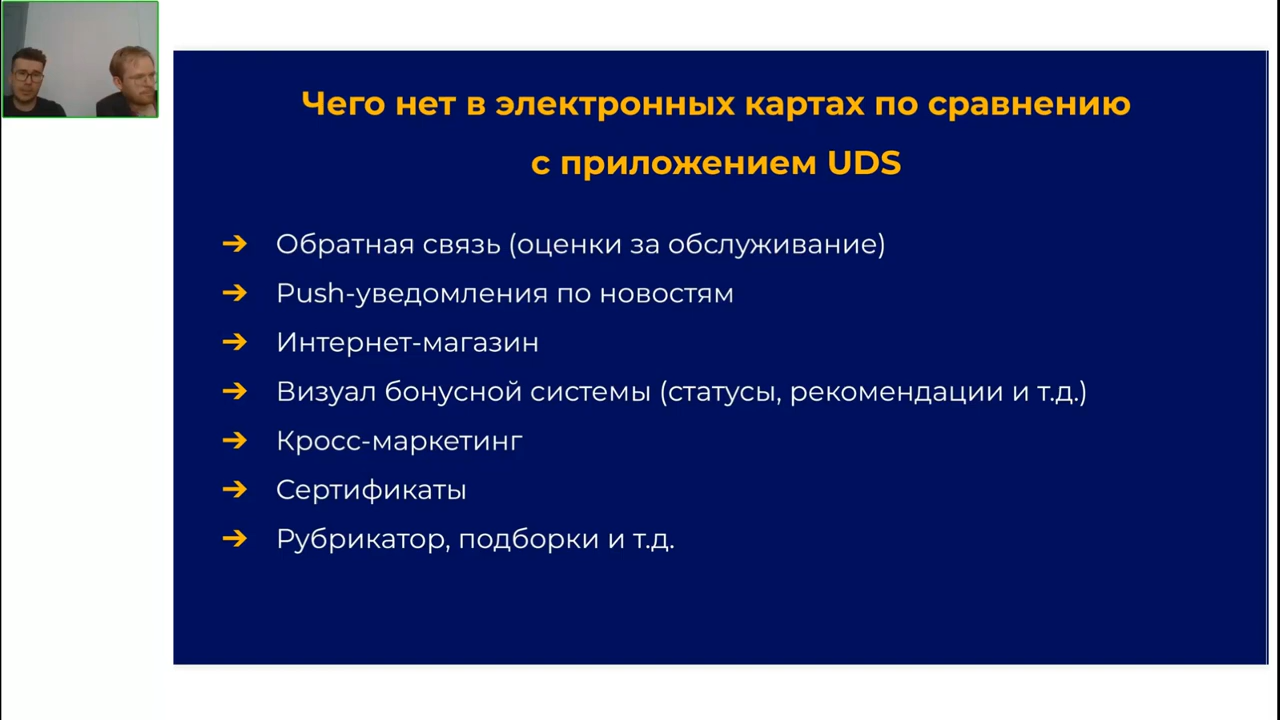 Чего нет в электронных картах по сравнению
с приложением UDS
➔ Обратная связь (оценки за обслуживание)
➔ Push-уведомления по новостям
➔ Интернет-магазин
➔ Визуал бонусной системы (статусы, рекомендации и т.д.)
➔ Кросс-маркетинг
➔ Сертификаты
➔ Рубрикатор, подборки и т.д.